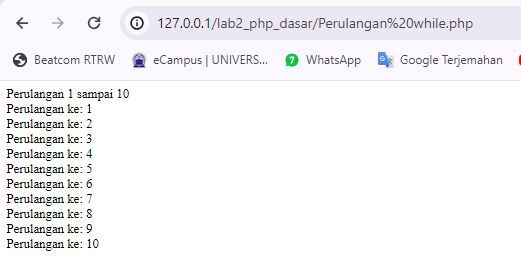 127.0.0.1/lab2_php_dasar/Perulangan%20while.php
Beatcom RTRW eCampus | UNIVERS... WhatsApp Google Terjemahan
Perulangan 1 sampai 10
Perulangan ke: 1
Perulangan ke: 2
Perulangan ke: 3
Perulangan ke: 4
Perulangan ke: 5
Perulangan ke: 6
Perulangan ke: 7
Perulangan ke: 8
Perulangan ke: 9
Perulangan ke: 10